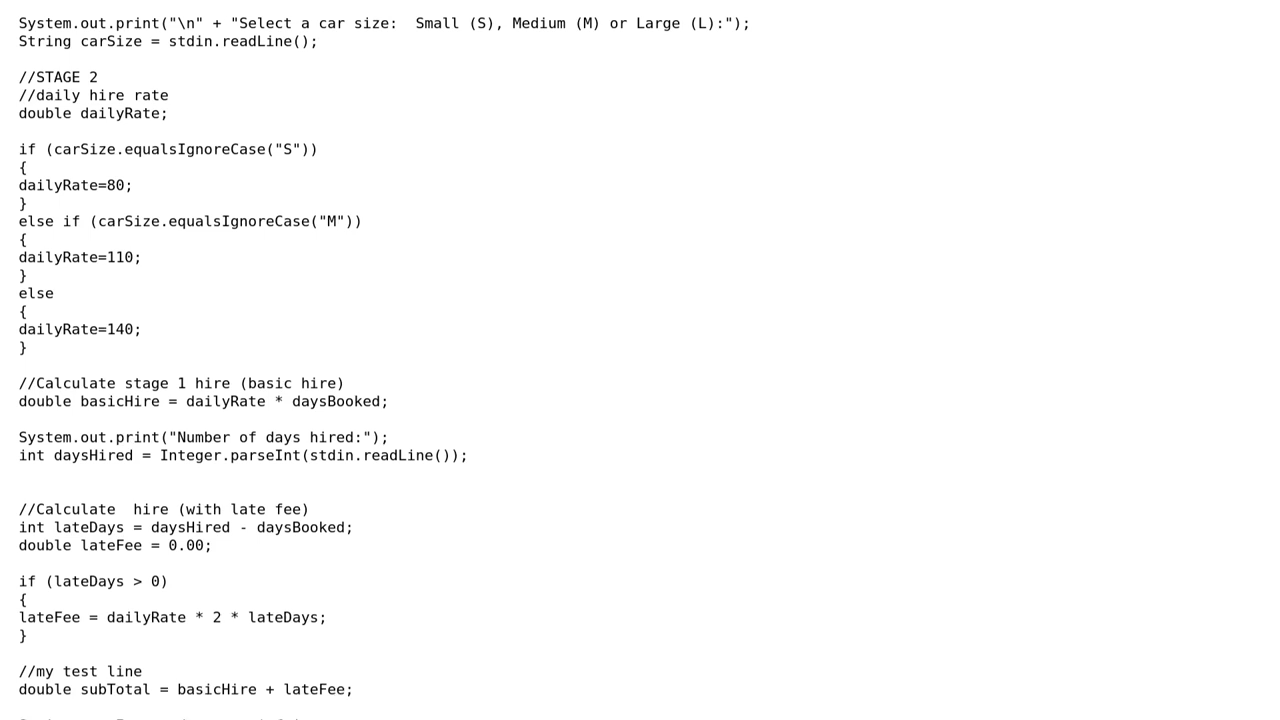 System.out.print("\n" + "Select a car size:  Small (S), Medium (M) or Large (L):");
String carSize = stdin.readLine();
//STAGE 2
//daily hire rate
double dailyRate;
if (carSize.equalsIgnoreCase("S"))
{
dailyRate=80;
}
else if (carSize.equalsIgnoreCase("M"))
{
dailyRate=110;
}
else
{
dailyRate=140;
}
//Calculate stage 1 hire (basic hire)
double basicHire = dailyRate * daysBooked;
System.out.print("Number of days hired:");
int daysHired = Integer.parseInt(stdin.readLine());
//Calculate  hire (with late fee)
int lateDays = daysHired - daysBooked;
double lateFee = 0.00;
if (lateDays > 0)
{
lateFee = dailyRate * 2 * lateDays;
}
//my test line
double subTotal = basicHire + lateFee;